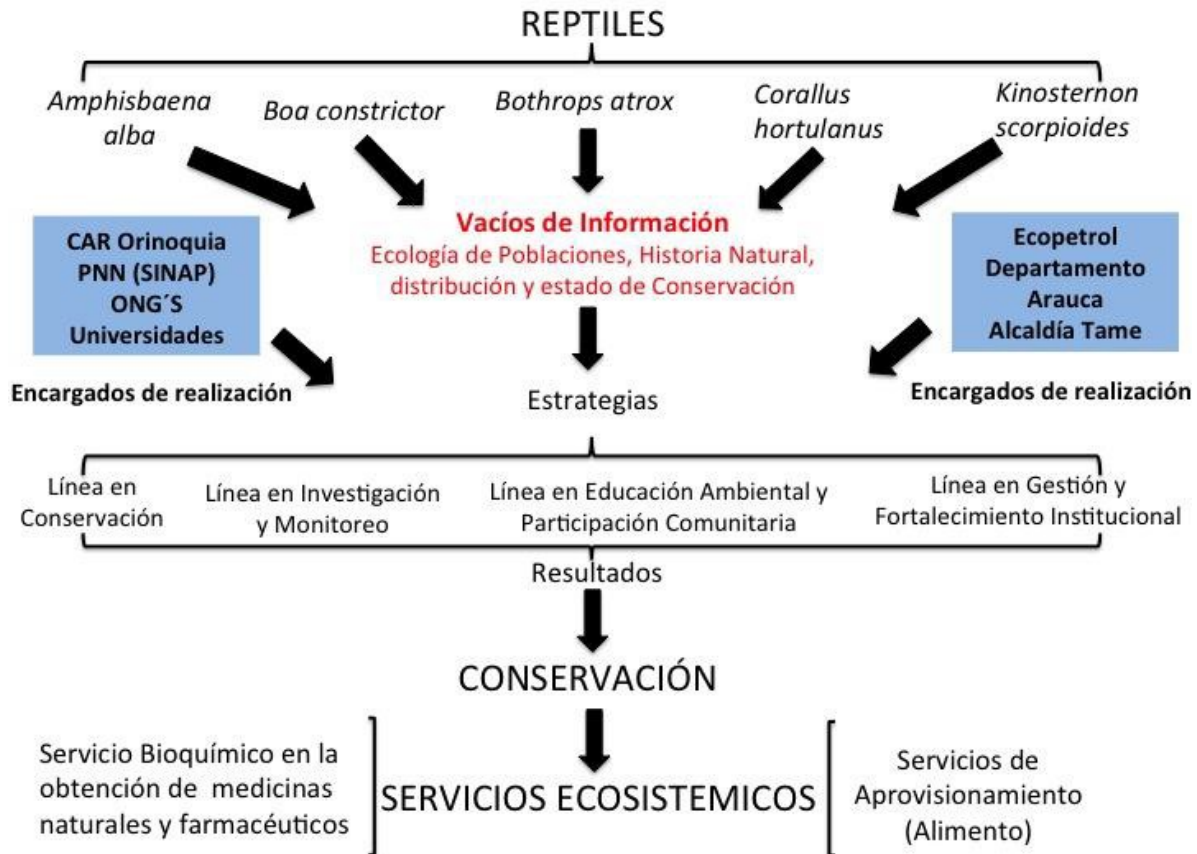 REPTILES
Amphisbaena
alba
Boa constrictor
Bothrops atrox
Corallus
hortulanus
Kinosternon
scorpioides
Vacíos de Información
Ecología de Poblaciones, Historia Natural,
distribución y estado de Conservación
CAR Orinoquia
PNN (SINAP)
ONG´S
Universidades
Encargados de realización
Ecopetrol
Departamento
Arauca
Alcaldía Tame
Encargados de realización
Estrategias
Línea en
Conservación
Línea en Investigación
y Monitoreo
Línea en Educación Ambiental y
Participación Comunitaria
Línea en Gestión y
Fortalecimiento Institucional
Resultados
CONSERVACIÓN
Servicio Bioquímico en la
obtención de medicinas
naturales y farmacéuticos
SERVICIOS ECOSISTEMICOS
Servicios de
Aprovisionamiento
(Alimento)